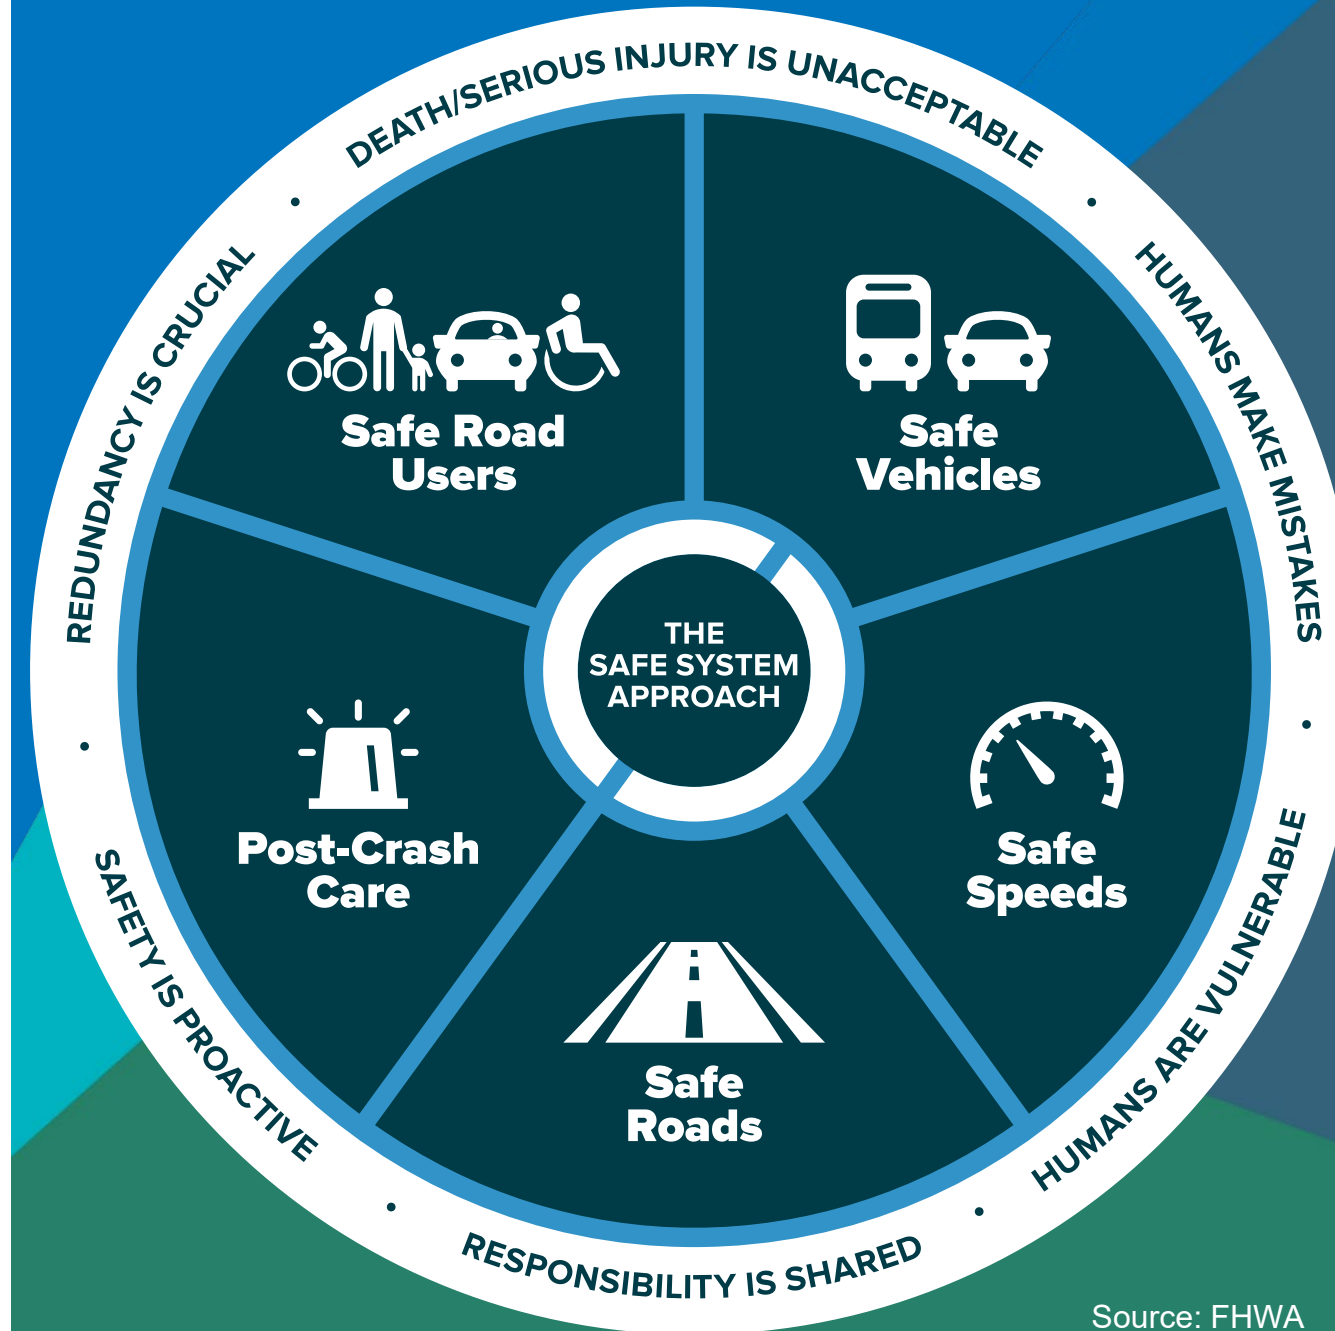 DEATH/SERIOUS INJURY IS UNACCEPTABLE
HUMANS MAKE MISTAKES
HUMANS ARE VULNERABLE
RESPONSIBILITY IS SHARED
SAFETY IS PROACTIVE
REDUNDANCY IS CRUCIAL
Safe Road
Users
Safe
Vehicles
THE
SAFE SYSTEM
APPROACH
Post-Crash
Care
Safe
Speeds
Safe
Roads
Source: FHWA